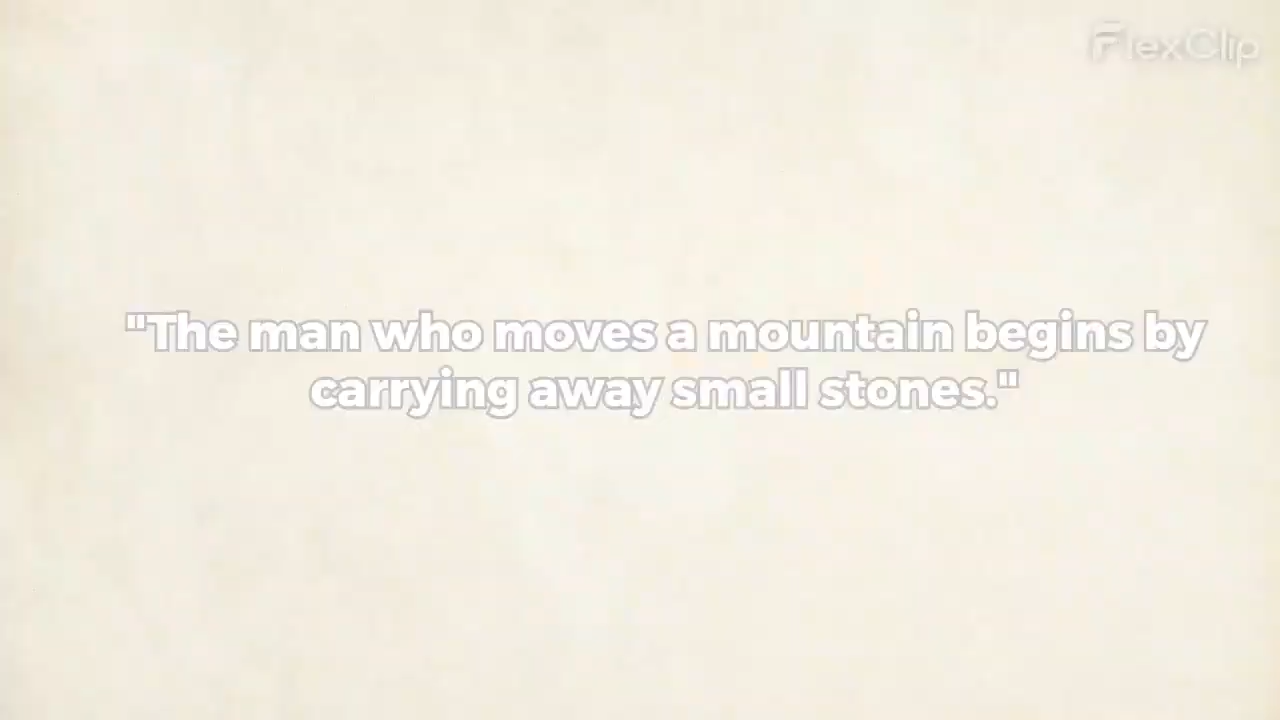 FlexClip
"The man who moves a mountain begins by
carrying away small stones."